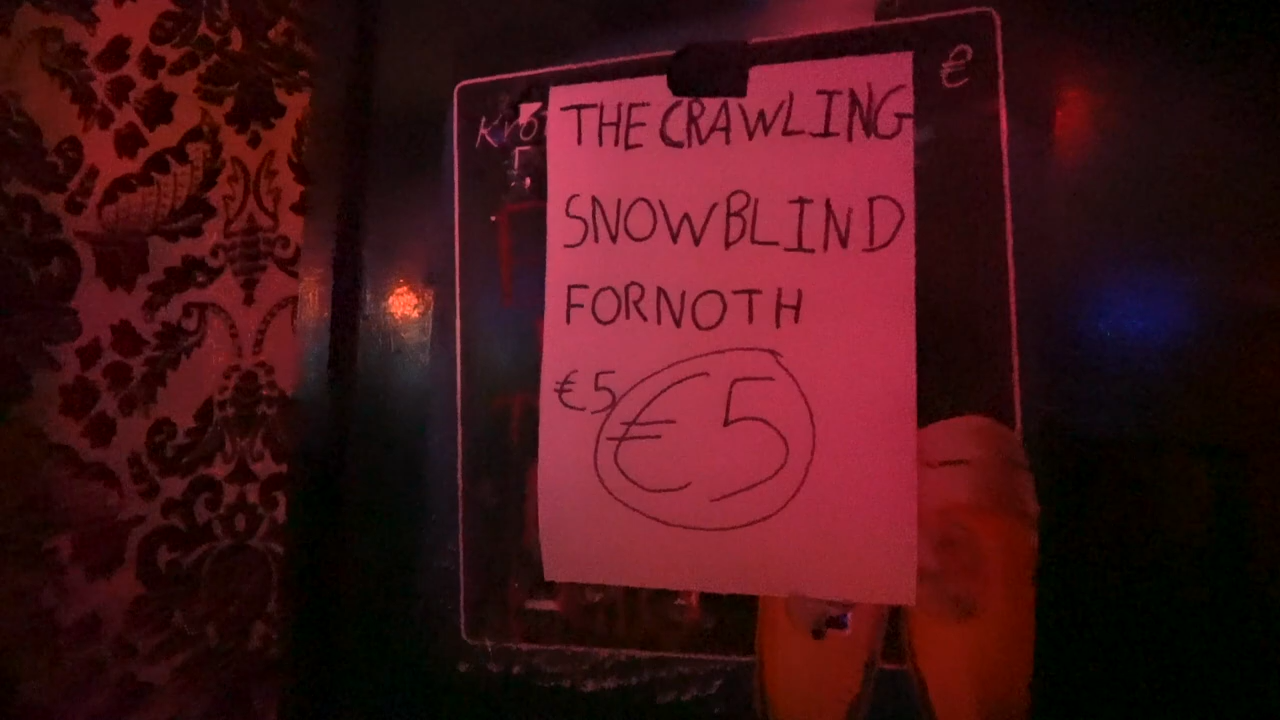 THE CRAWLING
SNOWBLIND
FORNOTH
€5
€5
€